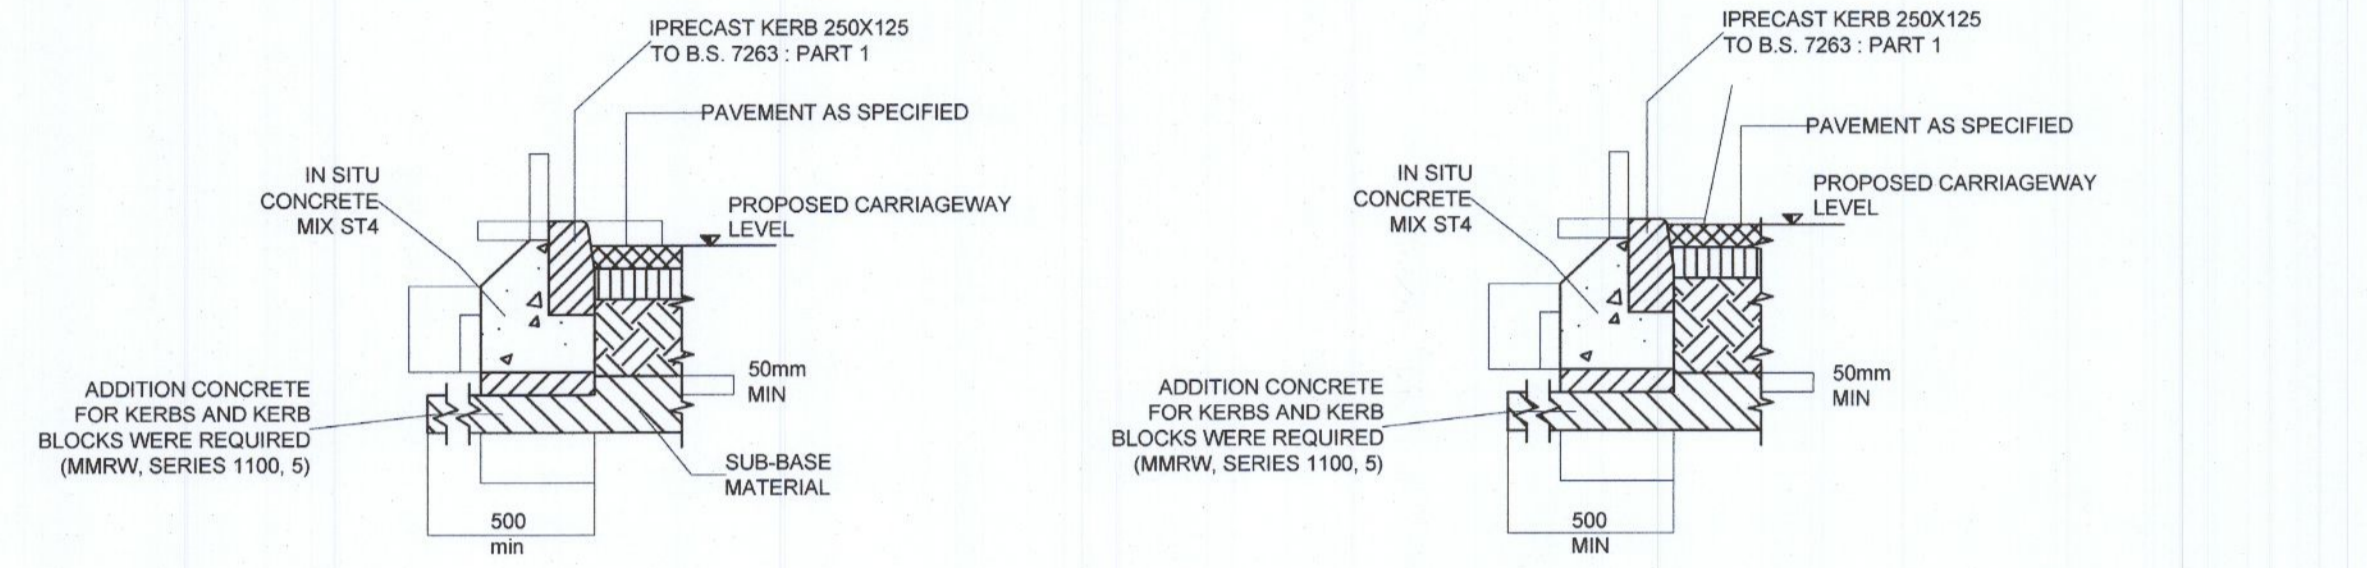 IPRECAST KERB 250X125
TO B.S. 7263 : PART 1
PAVEMENT AS SPECIFIED
IN SITU
CONCRETE
MIX ST4
PROPOSED CARRIAGEWAY
LEVEL
50mm
MIN
ADDITION CONCRETE
FOR KERBS AND KERB
BLOCKS WERE REQUIRED
(MMRW, SERIES 1100, 5)
SUB-BASE
MATERIAL
500
min
IPRECAST KERB 250X125
TO B.S. 7263 : PART 1
PAVEMENT AS SPECIFIED
IN SITU
CONCRETE
MIX ST4
PROPOSED CARRIAGEWAY
LEVEL
50mm
MIN
ADDITION CONCRETE
FOR KERBS AND KERB
BLOCKS WERE REQUIRED
(MMRW, SERIES 1100, 5)
500
MIN